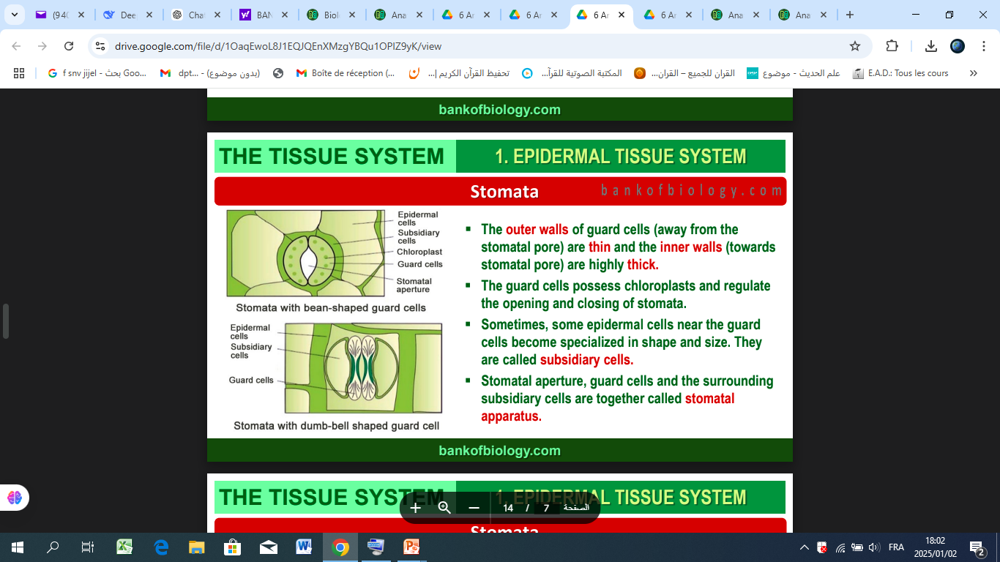 (940
Dee
Cha
BAN
Biol
Ana
6 Ar
6 Ar
6 Ar
6 Ar
Ana
Ana
drive.google.com/file/d/1OaqEwoL8J1EQJQEnXMzgYBQu1OPlZ9yK/view
f snv jijel - بحث Goo...
dpt... - (بدون موضوع)
Boîte de réception (...
تحفيظ القرآن الكريم |...
المكتبة الصوتية للقرآ...
القران للجميع – القران...
علم الحديث - موضوع
E.A.D.: Tous les cours
bankofbiology.com
THE TISSUE SYSTEM
1. EPIDERMAL TISSUE SYSTEM
Stomata
bankofbiology.com
Epidermal
cells
Subsidiary
cells
Chloroplast
Guard cells
Stomatal
aperture
Stomata with bean-shaped guard cells
Epidermal
cells
Subsidiary
cells
Guard cells
Stomata with dumb-bell shaped guard cell
▪ The outer walls of guard cells (away from the
stomatal pore) are thin and the inner walls (towards
stomatal pore) are highly thick.
▪ The guard cells possess chloroplasts and regulate
the opening and closing of stomata.
▪ Sometimes, some epidermal cells near the guard
cells become specialized in shape and size. They
are called subsidiary cells.
▪ Stomatal aperture, guard cells and the surrounding
subsidiary cells are together called stomatal
apparatus.
bankofbiology.com
THE TISSUE SYSTEM
1. EPIDERMAL TISSUE SYSTEM
Stomata
الصفحة 7 / 14
FRA
18:02
2025/01/02
2